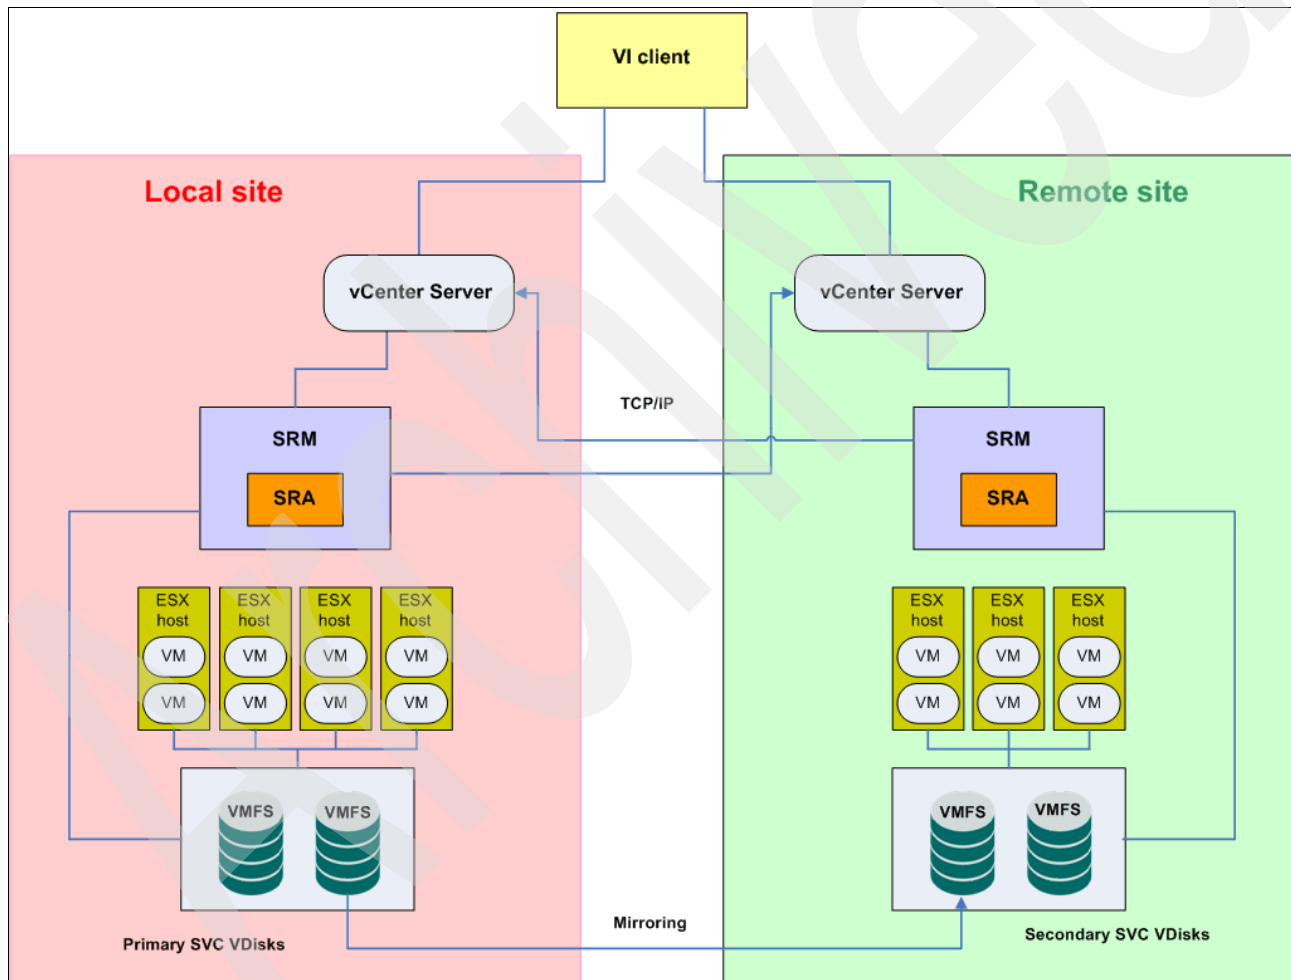 VI client
Local site
Remote site
vCenter Server
vCenter Server
TCP/IP
SRM
SRM
SRA
SRA
ESX host
ESX host
ESX host
ESX host
ESX host
ESX host
ESX host
VM
VM
VM
VM
VM
VM
VM
VM
VM
VM
VM
VM
VM
VM
VMFS
VMFS
VMFS
VMFS
Mirroring
Primary SVC VDisks
Secondary SVC VDisks
Archived